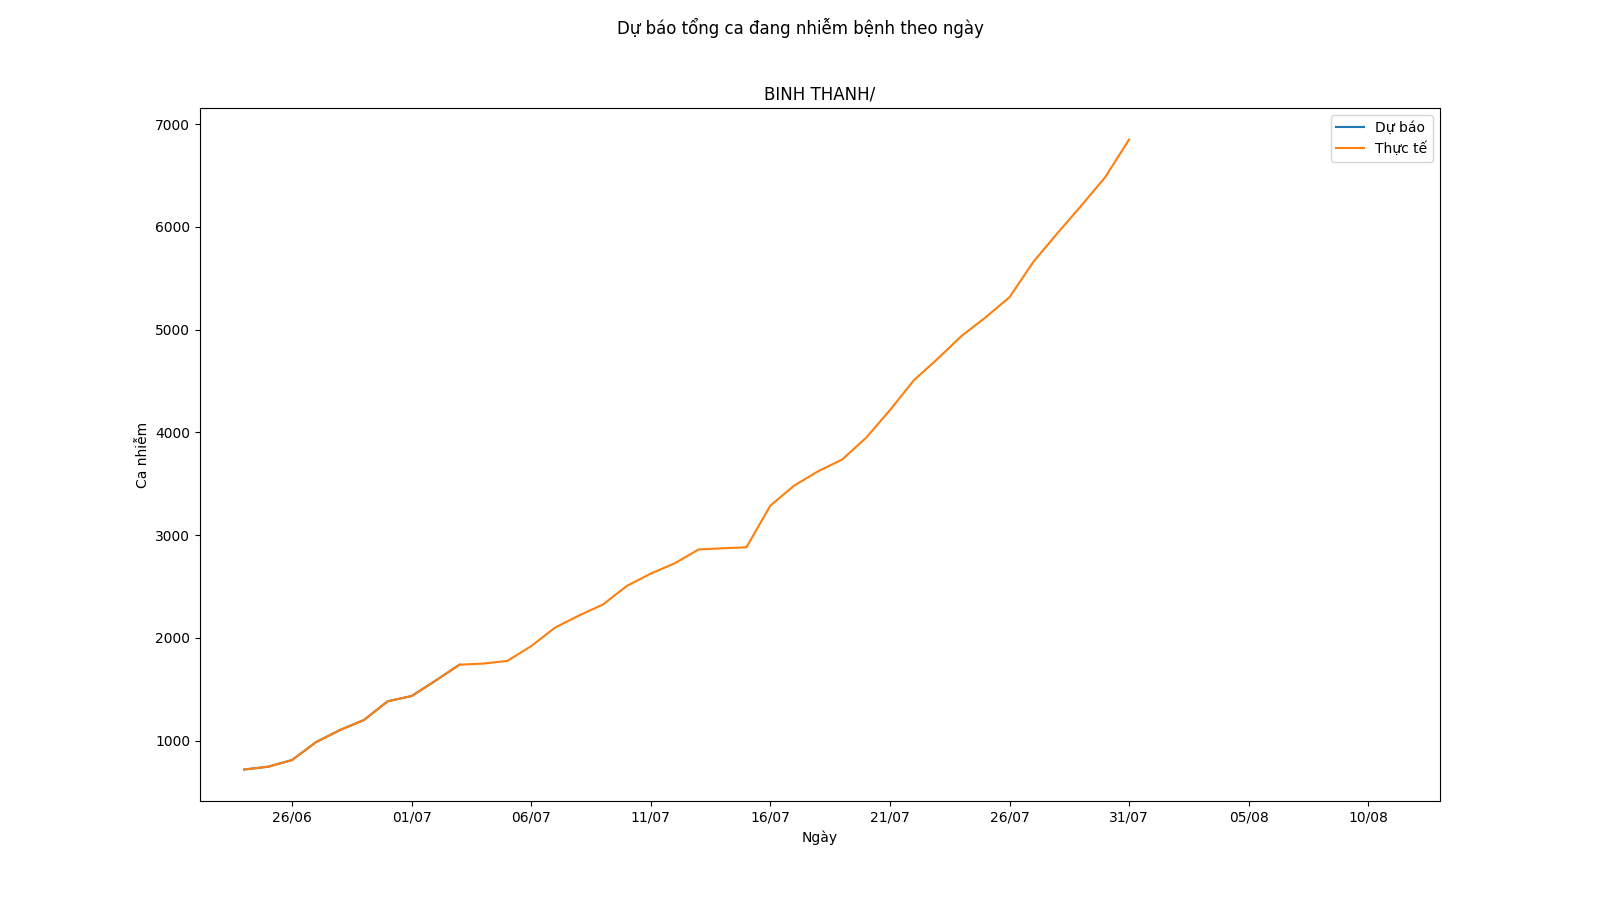 Dự báo tổng ca đang nhiễm bệnh theo ngày
BINH THANH/
7000
6000
5000
4000
3000
2000
1000
Ca nhiễm
Dự báo
Thực tế
26/06 01/07 06/07 11/07 16/07 21/07 26/07 31/07 05/08 10/08
Ngày